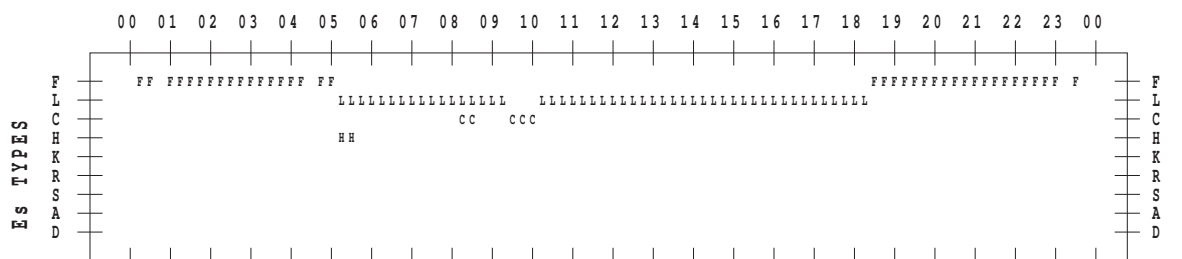 00 01 02 03 04 05 06 07 08 09 10 11 12 13 14 15 16 17 18 19 20 21 22 23 00
Es TYPES
F FF FFFFFFFFFFFFFF FF FFFFFFFFFFFFFFFFFFF F F
L LLLLLLLLLLLLLLLLL LLLLLLLLLLLLLLLLLLLLLLLLLLLLLLLLL L
C CC CCC C
H HH H
K K
R R
S S
A A
D D